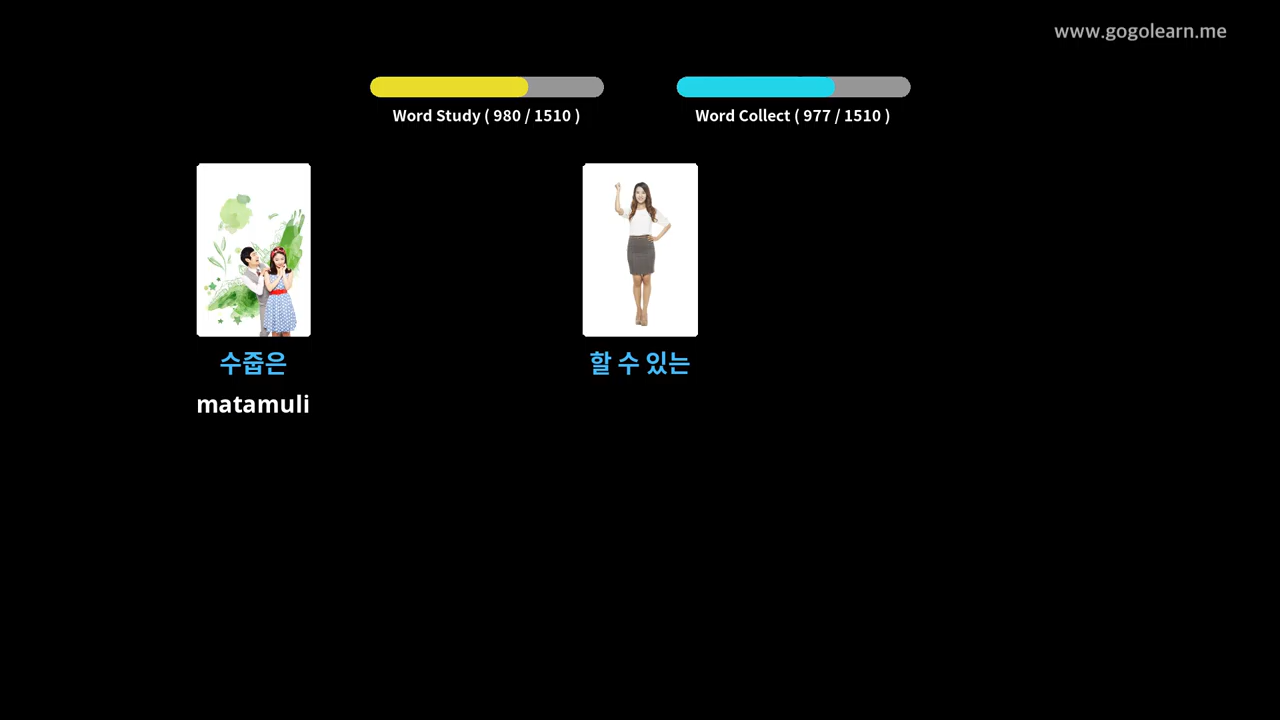 www.gogolearn.me
Word Study ( 980 / 1510 )
Word Collect ( 977 / 1510 )
수줍은
할 수 있는
matamuli